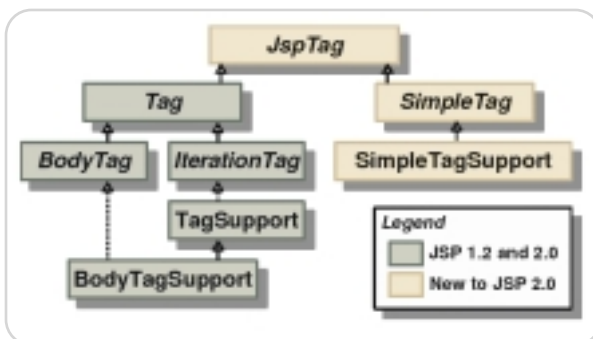 JspTag
Tag
SimpleTag
BodyTag
IterationTag
SimpleTagSupport
TagSupport
BodyTagSupport
Legend
JSP 1.2 and 2.0
New to JSP 2.0